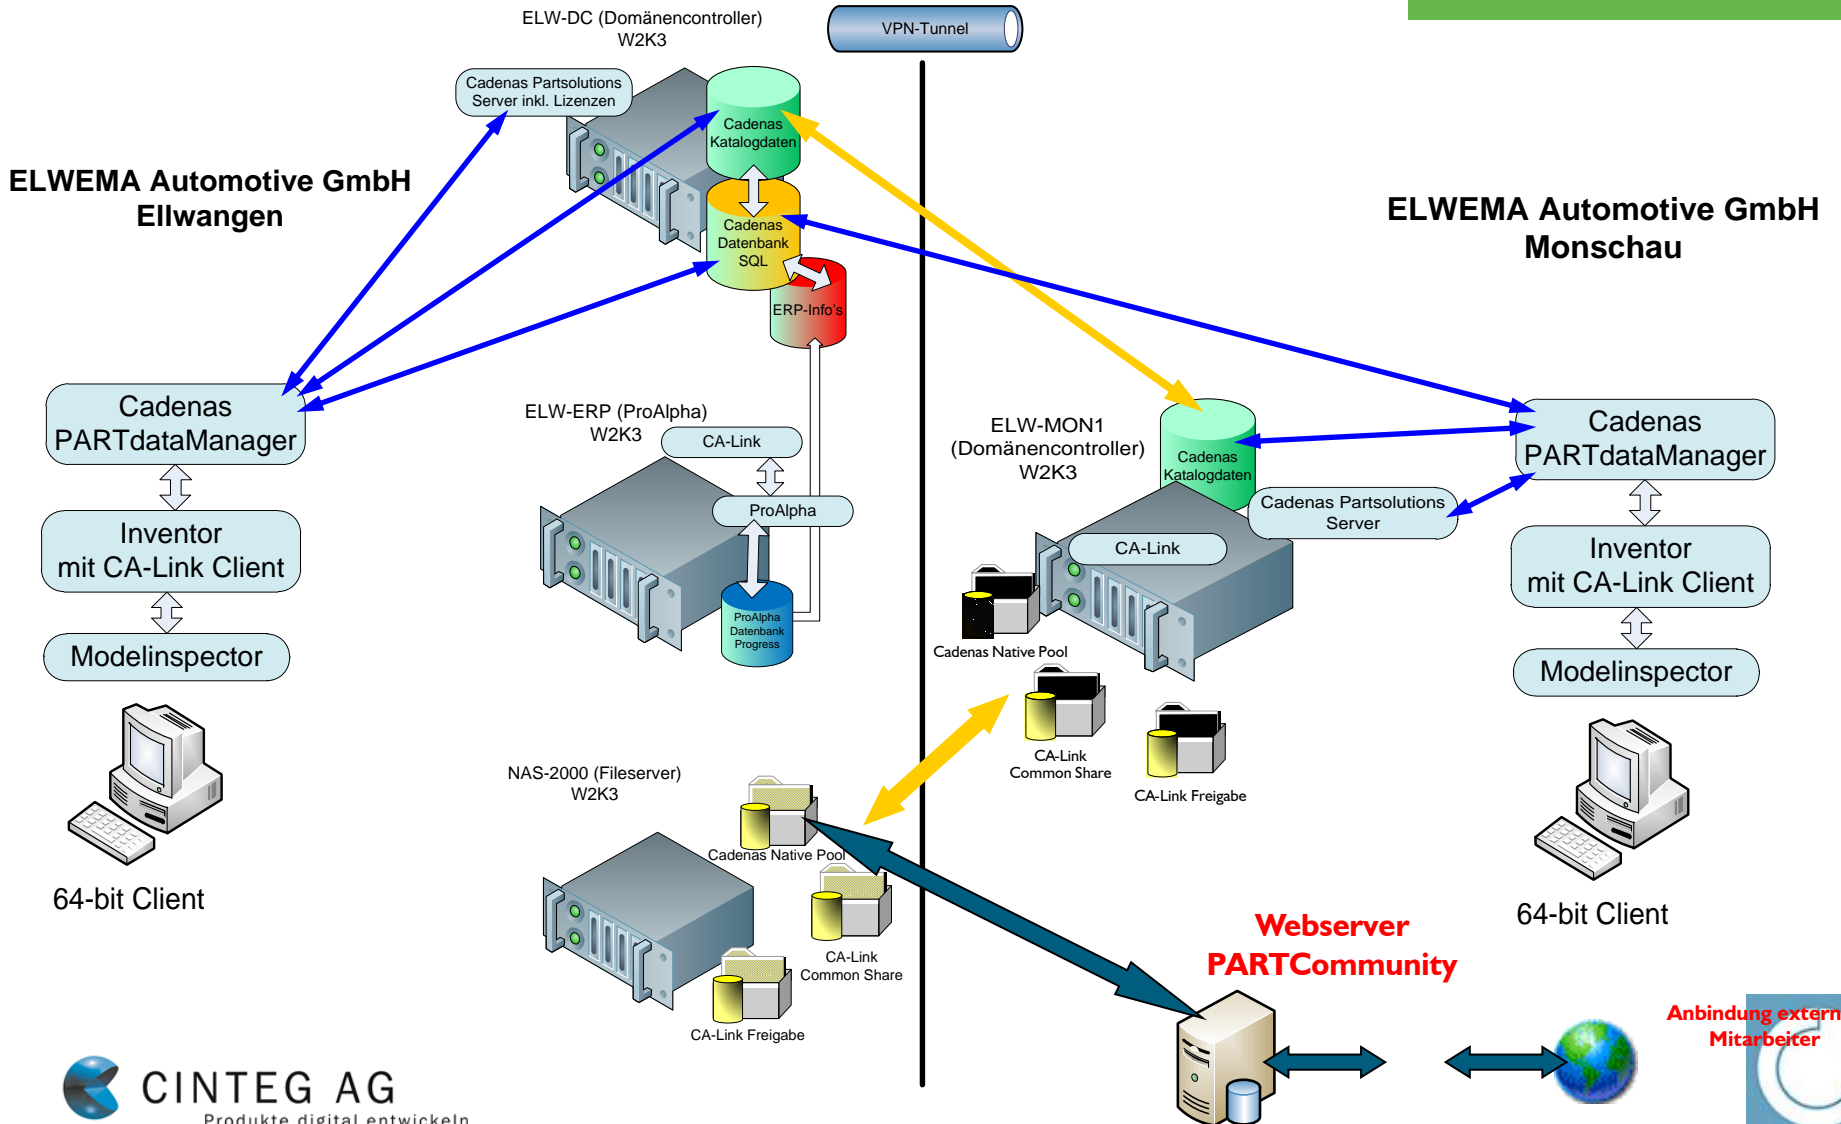 ELW-DC (Domänencontroller)
W2K3
VPN-Tunnel
Cadenas Partsolutions
Server inkl. Lizenzen
Cadenas
Katalogdaten
ELWEMA Automotive GmbH
Ellwangen
ELWEMA Automotive GmbH
Monschau
Cadenas
Datenbank
SQL
ERP-Info's
Cadenas
PARTdataManager
Inventor
mit CA-Link Client
Modelinspector
64-bit Client
ELW-ERP (ProAlpha)
W2K3
CA-Link
ProAlpha
ProAlpha
Datenbank
Progress
ELW-MON1
(Domänencontroller)
W2K3
Cadenas
Katalogdaten
Cadenas Partsolutions
Server
CA-Link
Cadenas Native Pool
CA-Link
Common Share
CA-Link Freigabe
Cadenas
PARTdataManager
Inventor
mit CA-Link Client
Modelinspector
64-bit Client
NAS-2000 (Fileserver)
W2K3
Cadenas Native Pool
CA-Link
Common Share
CA-Link Freigabe
Webserver
PARTCommunity
Anbindung extern
Mitarbeiter
CINTEG AG
Produkte digital entwickeln